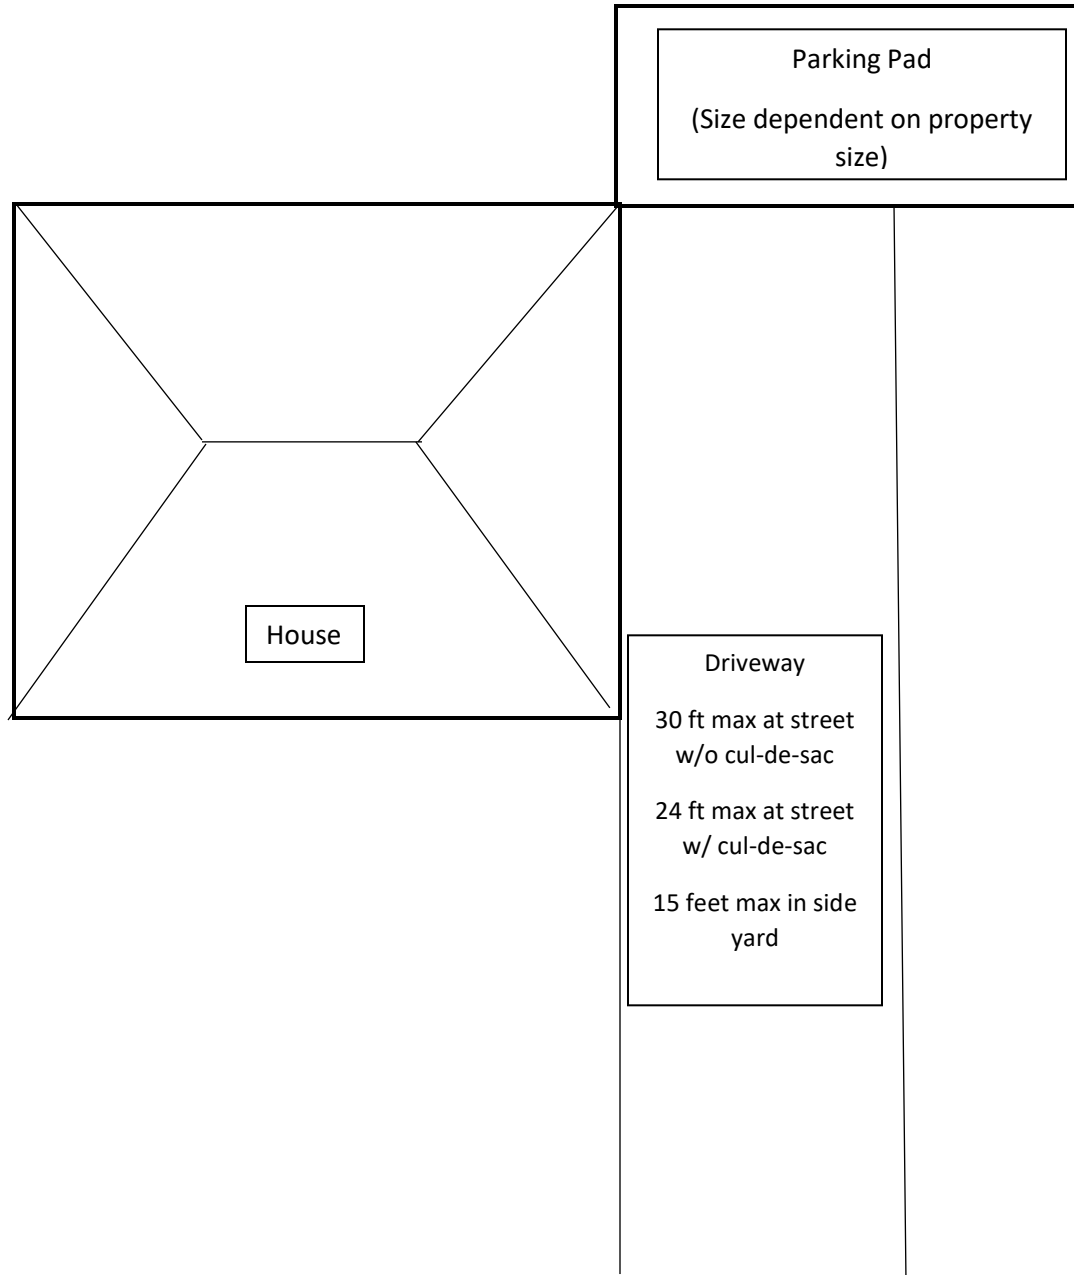 Parking Pad
(Size dependent on property
size)
House
Driveway
30 ft max at street
w/o cul-de-sac
24 ft max at street
w/ cul-de-sac
15 feet max in side
yard